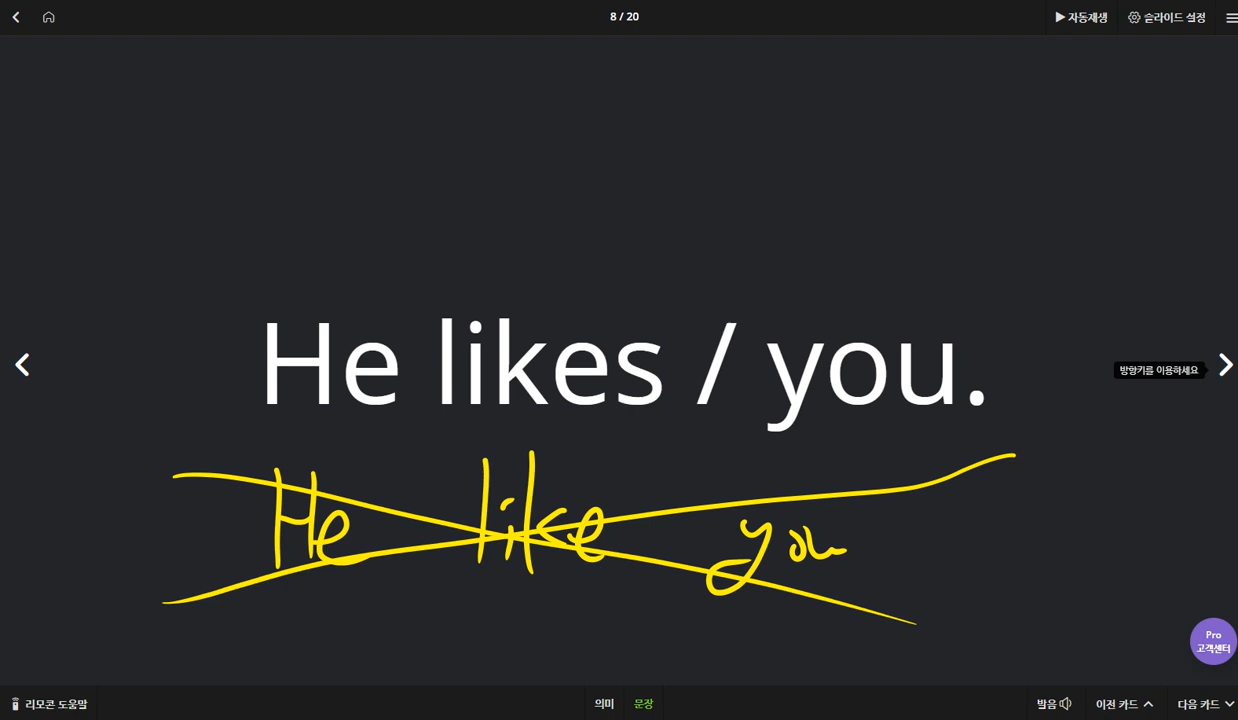 8 / 20
자동재생
슬라이드 설정
He likes / you.
방향키를 이용하세요
He like you
Pro
고객센터
리모콘 도움말
의미
문장
발음
이전 카드
다음 카드